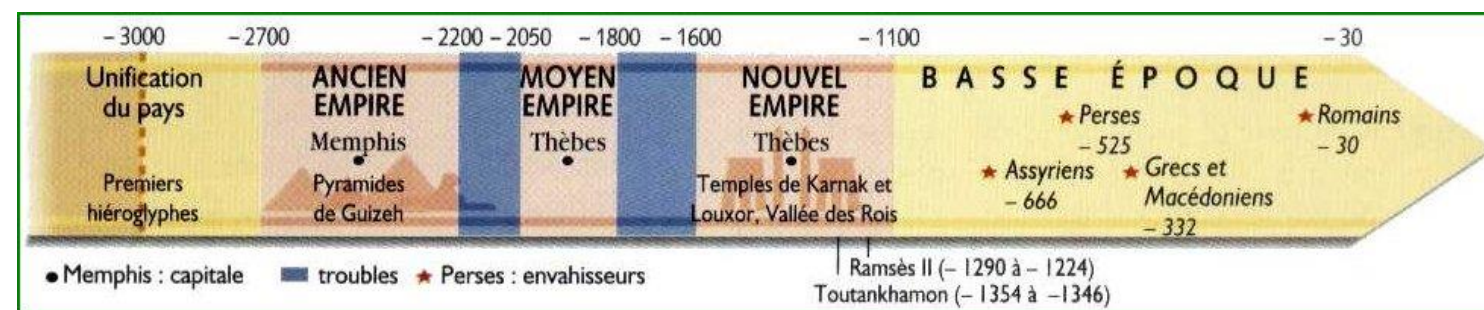 – 3000 – 2700 – 2200 – 2050 – 1800 – 1600 – 1100 – 30
Unification
du pays
Premiers
hiéroglyphes
ANCIEN
EMPIRE
Memphis
Pyramides
de Guizeh
MOYEN
EMPIRE
Thèbes
NOUVEL
EMPIRE
Thèbes
Temples de Karnak et
Louxor, Vallée des Rois
BASSE ÉPOQUE
Perses
– 525
Assyriens
– 666
Grecs et
Macédoniens
– 332
Romains
– 30
Ramsès II (– 1290 à – 1224)
Toutankhamon (– 1354 à –1346)
Memphis : capitale troubles Perses : envahisseurs